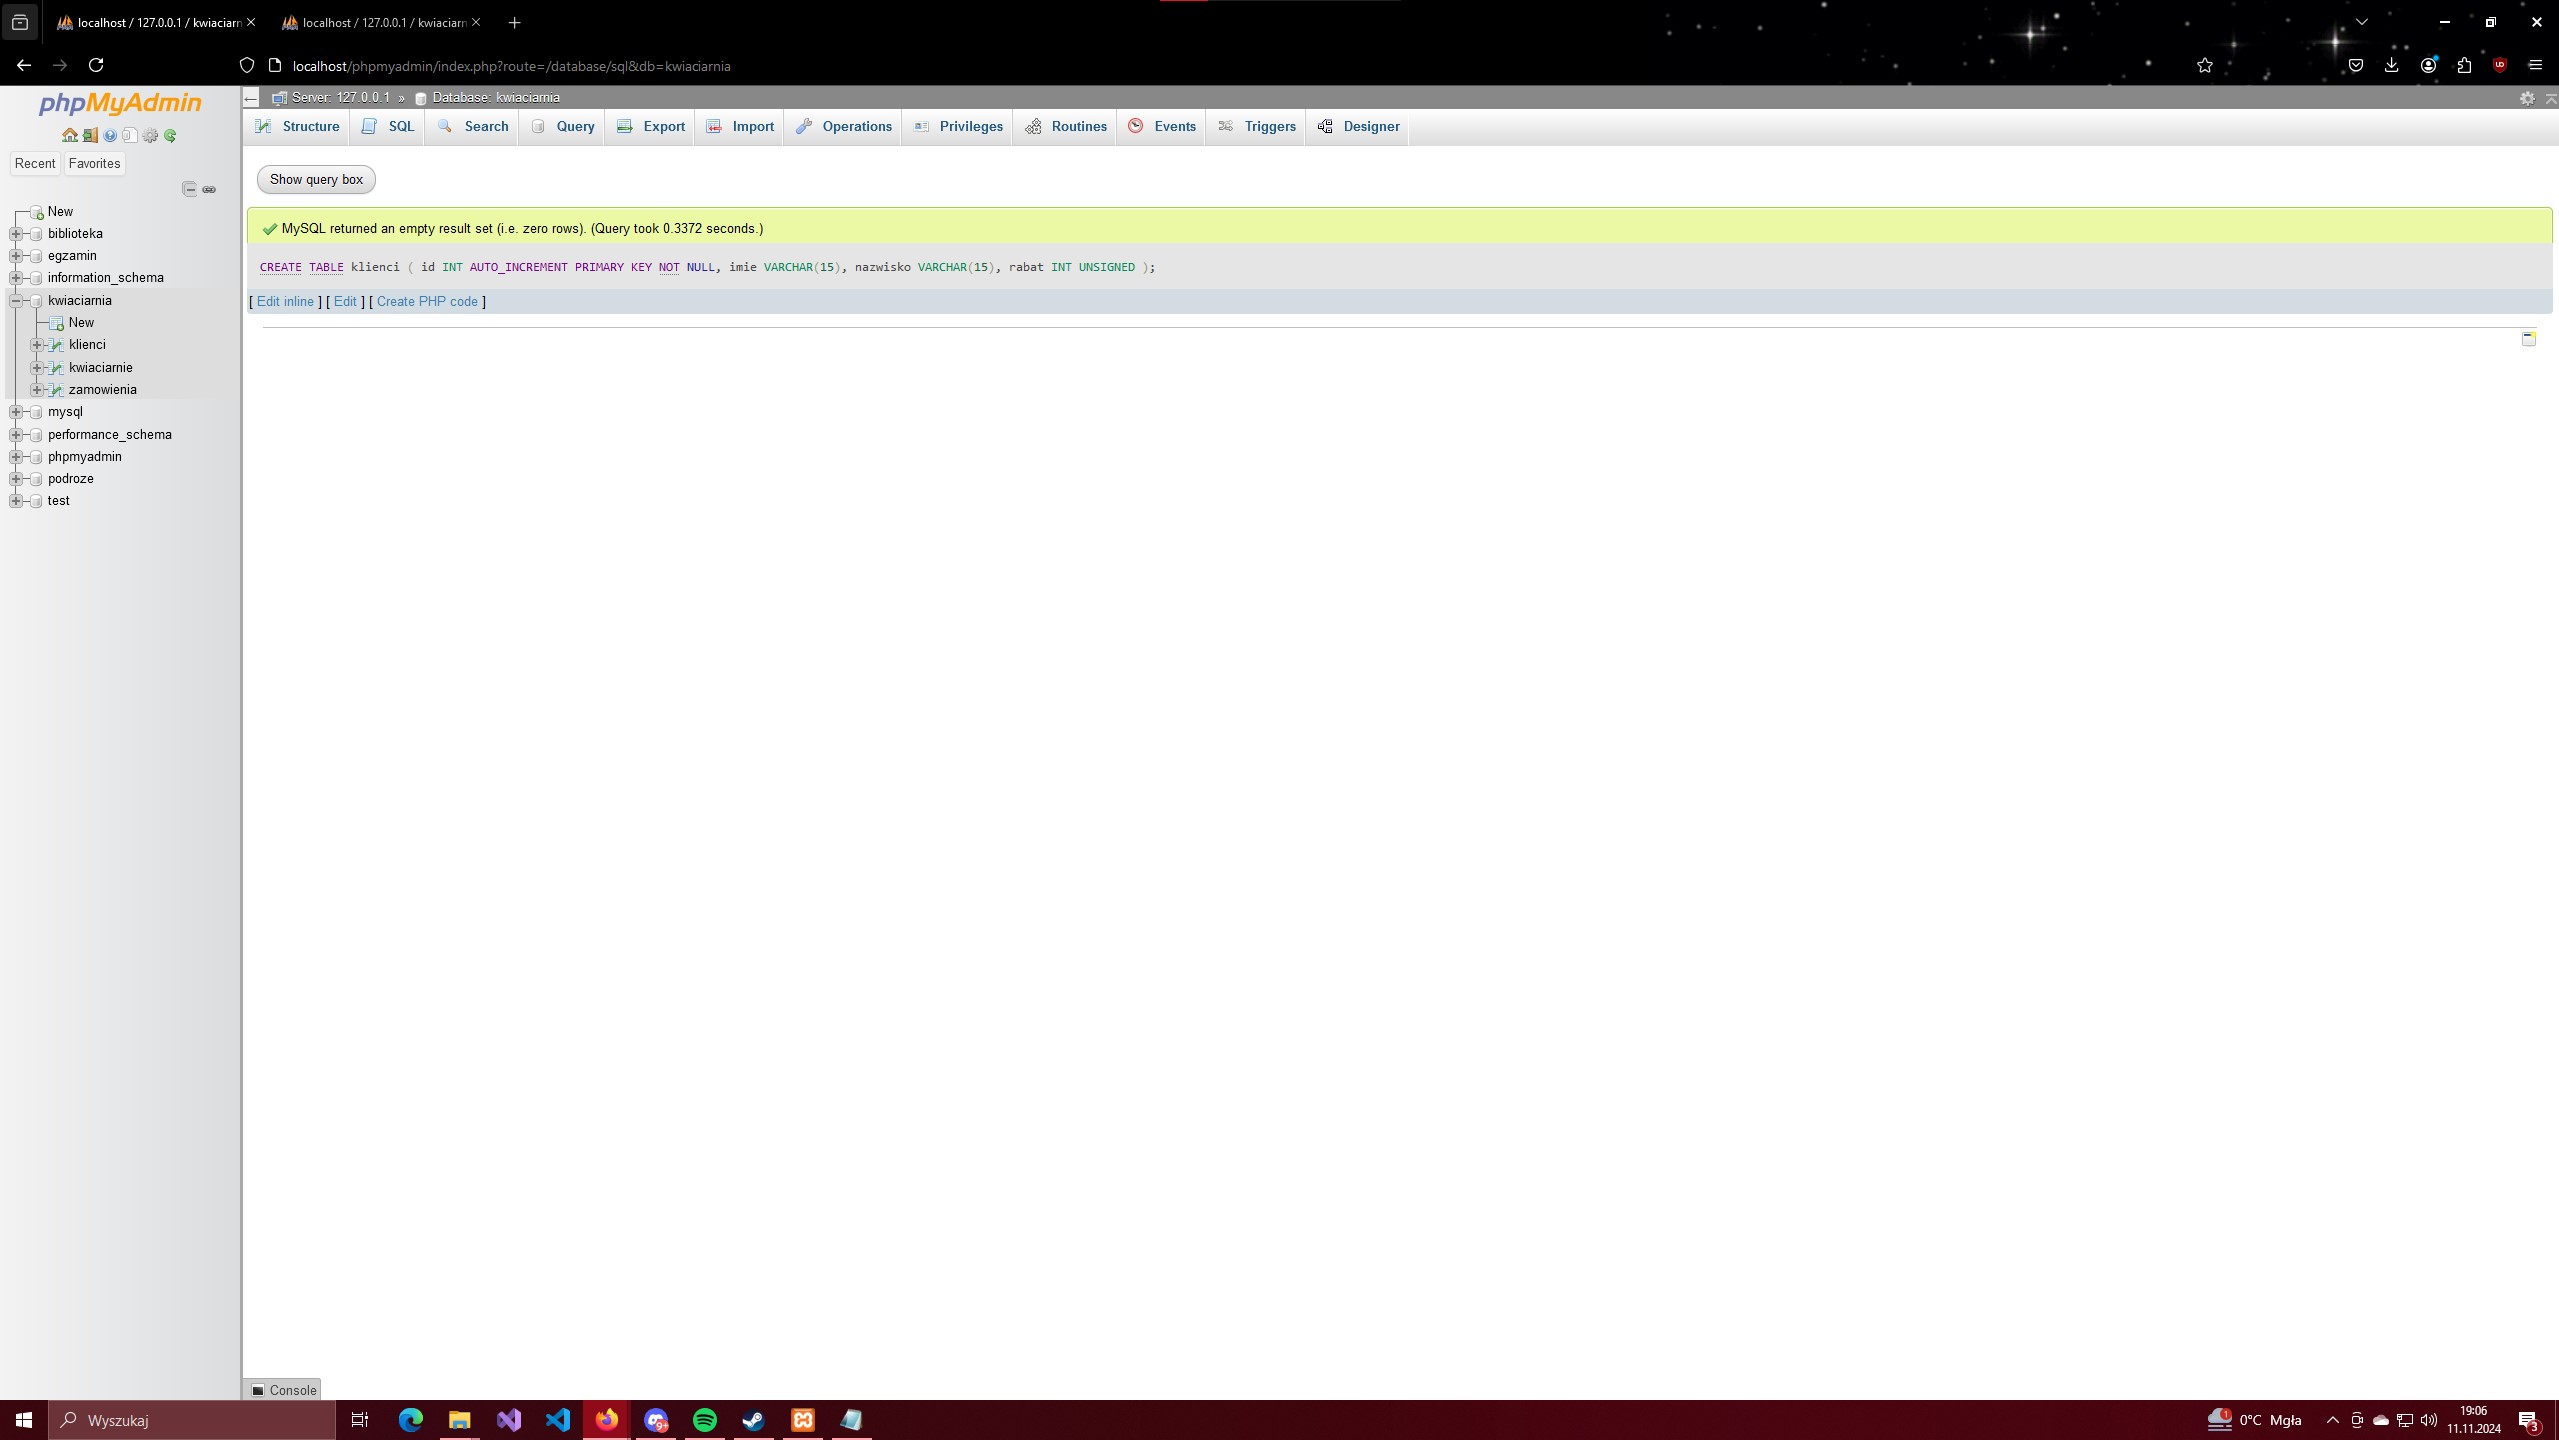 localhost / 127.0.0.1 / kwiaciarn
localhost / 127.0.0.1 / kwiaciarn
localhost/phpmyadmin/index.php?route=/database/sql&db=kwiaciarnia
phpMyAdmin
Recent Favorites
New
biblioteka
egzamin
information_schema
kwiaciarnia
New
klienci
kwiaciarnie
zamowienia
mysql
performance_schema
phpmyadmin
podroze
test
Server: 127.0.0.1 » Database: kwiaciarnia
Structure SQL Search Query Export Import Operations Privileges Routines Events Triggers Designer
Show query box
MySQL returned an empty result set (i.e. zero rows). (Query took 0.3372 seconds.)
CREATE TABLE klienci ( id INT AUTO_INCREMENT PRIMARY KEY NOT NULL, imie VARCHAR(15), nazwisko VARCHAR(15), rabat INT UNSIGNED );
[ Edit inline ] [ Edit ] [ Create PHP code ]
Console
Wyszukaj
9+
1
0°C Mgła
19:06
11.11.2024
3